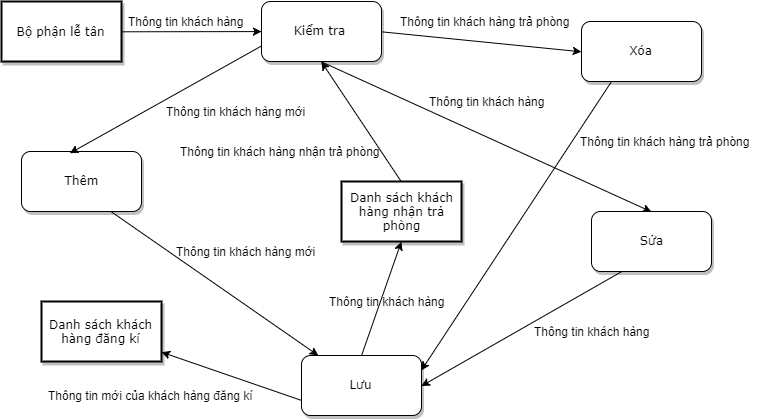 Bộ phận lễ tân
Thông tin khách hàng
Kiểm tra
Thông tin khách hàng trả phòng
Xóa
Thông tin khách hàng mới
Thông tin khách hàng
Thông tin khách hàng nhận trả phòng
Thông tin khách hàng trả phòng
Thêm
Danh sách khách
hàng nhận trả
phòng
Sửa
Thông tin khách hàng mới
Thông tin khách hàng
Danh sách khách
hàng đăng kí
Thông tin khách hàng
Lưu
Thông tin mới của khách hàng đăng kí